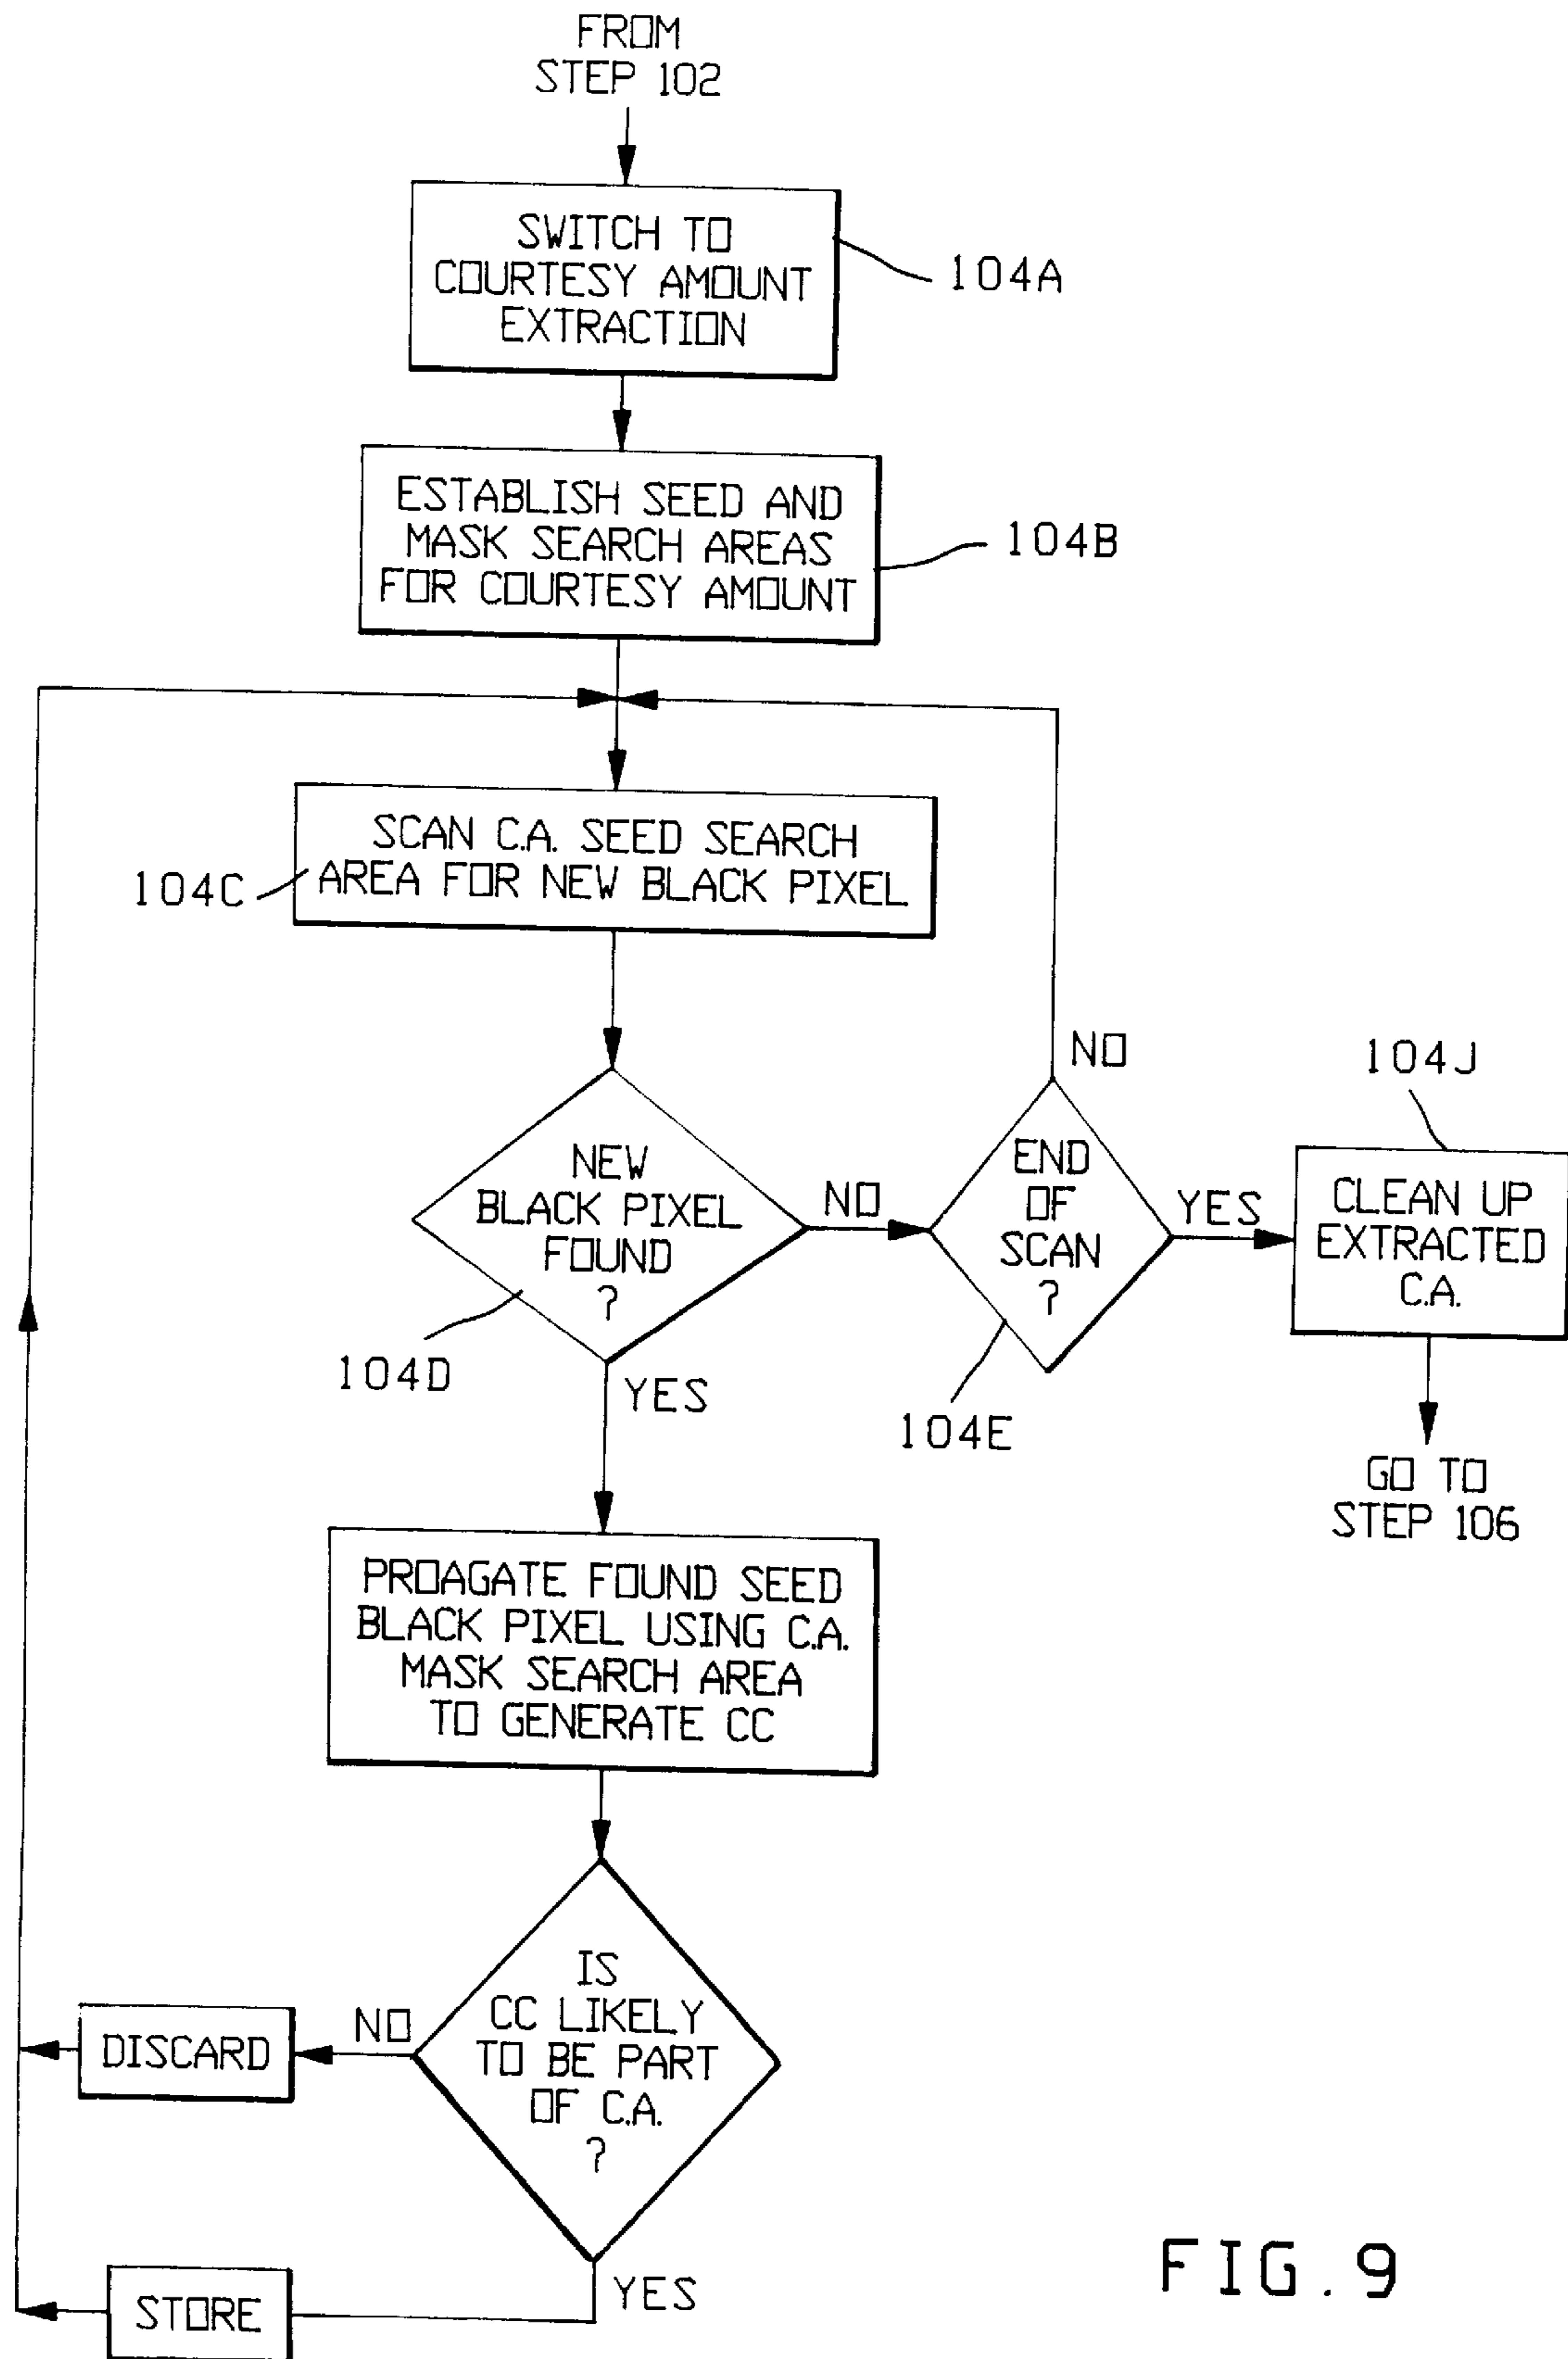 FROM
STEP 102
SWITCH TO
COURTESY AMOUNT
EXTRACTION
104A
ESTABLISH SEED AND
MASK SEARCH AREAS
FOR COURTESY AMOUNT
104B
SCAN C.A. SEED SEARCH
AREA FOR NEW BLACK PIXEL
104C
NEW
BLACK PIXEL
FOUND
?
104D
NO
YES
END
OF
SCAN
?
104E
NO
YES
104J
CLEAN UP
EXTRACTED
C.A.
GO TO
STEP 106
PROAGATE FOUND SEED
BLACK PIXEL USING C.A.
MASK SEARCH AREA
TO GENERATE CC
IS
CC LIKELY
TO BE PART
OF C.A.
?
NO
DISCARD
YES
STORE
FIG. 9